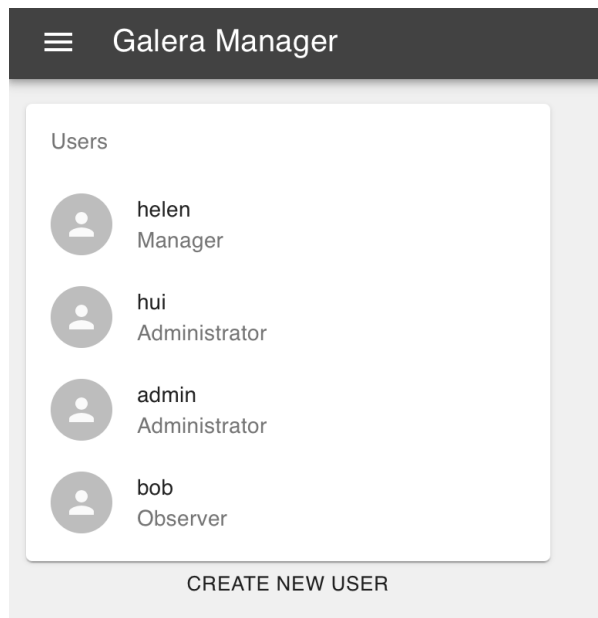 Galera Manager
Users
helen
Manager
hui
Administrator
admin
Administrator
bob
Observer
CREATE NEW USER